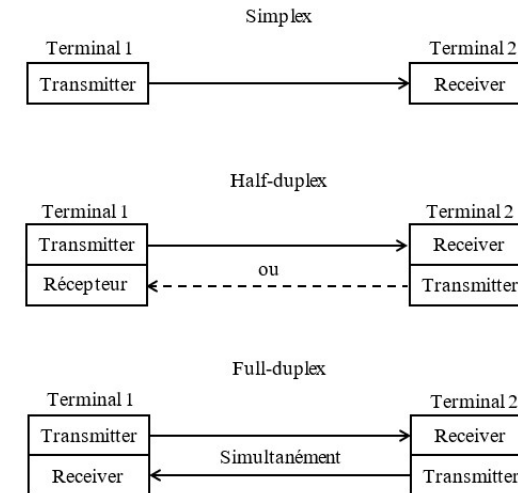 Simplex
Terminal 1 Terminal 2
Transmitter Receiver
Half-duplex
Terminal 1 Terminal 2
Transmitter Receiver
ou
Récepteur Transmitter
Full-duplex
Terminal 1 Terminal 2
Transmitter Receiver
Simultanément
Receiver Transmitter